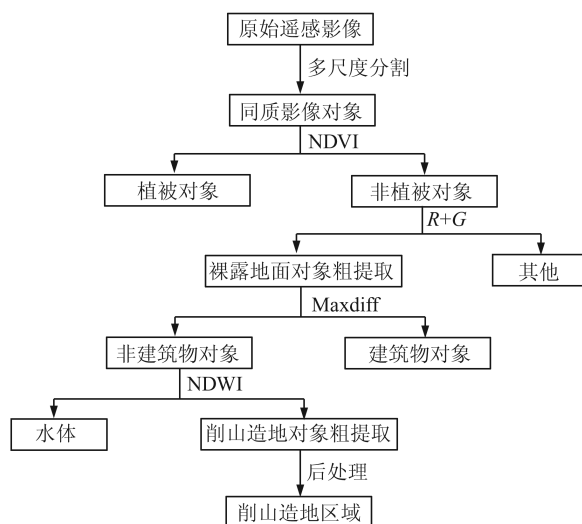 原始遥感影像
多尺度分割
同质影像对象
NDVI
植被对象
非植被对象
R+G
裸露地面对象粗提取
其他
Maxdiff
非建筑物对象
建筑物对象
NDWI
水体
削山造地对象粗提取
后处理
削山造地区域